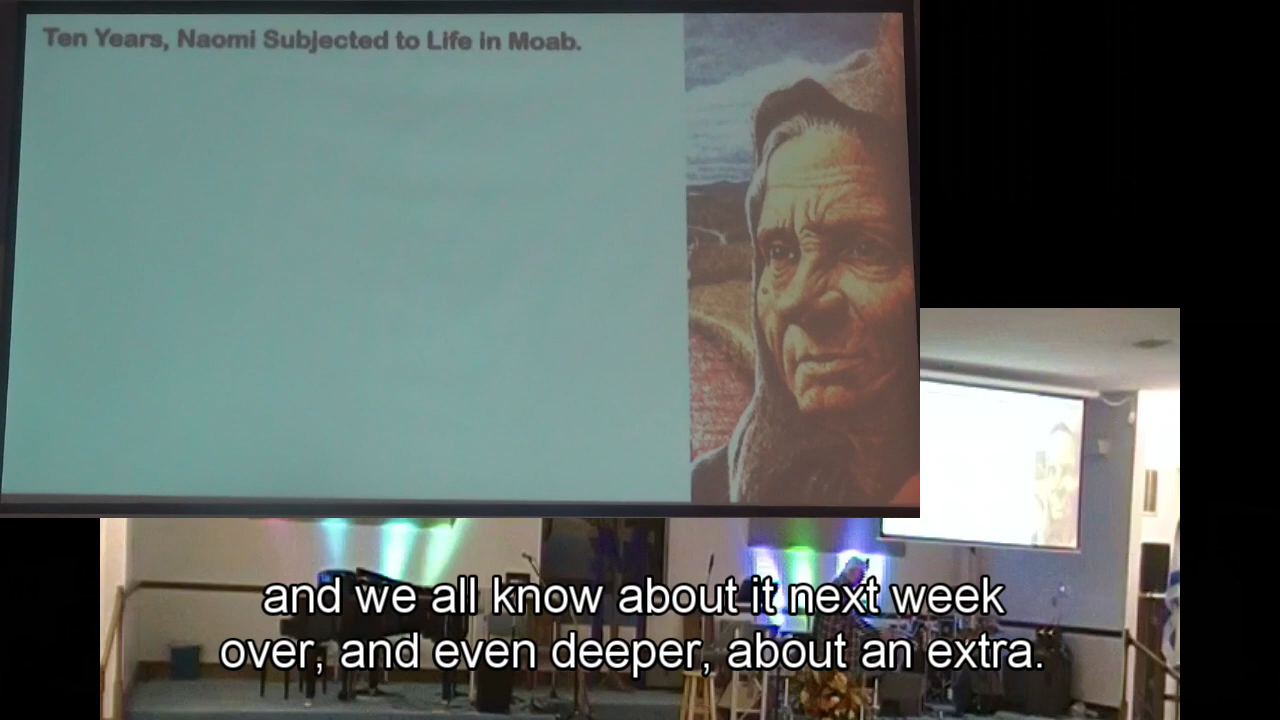 Ten Years, Naomi Subjected to Life in Moab.
and we all know about it next week
over, and even deeper, about an extra.